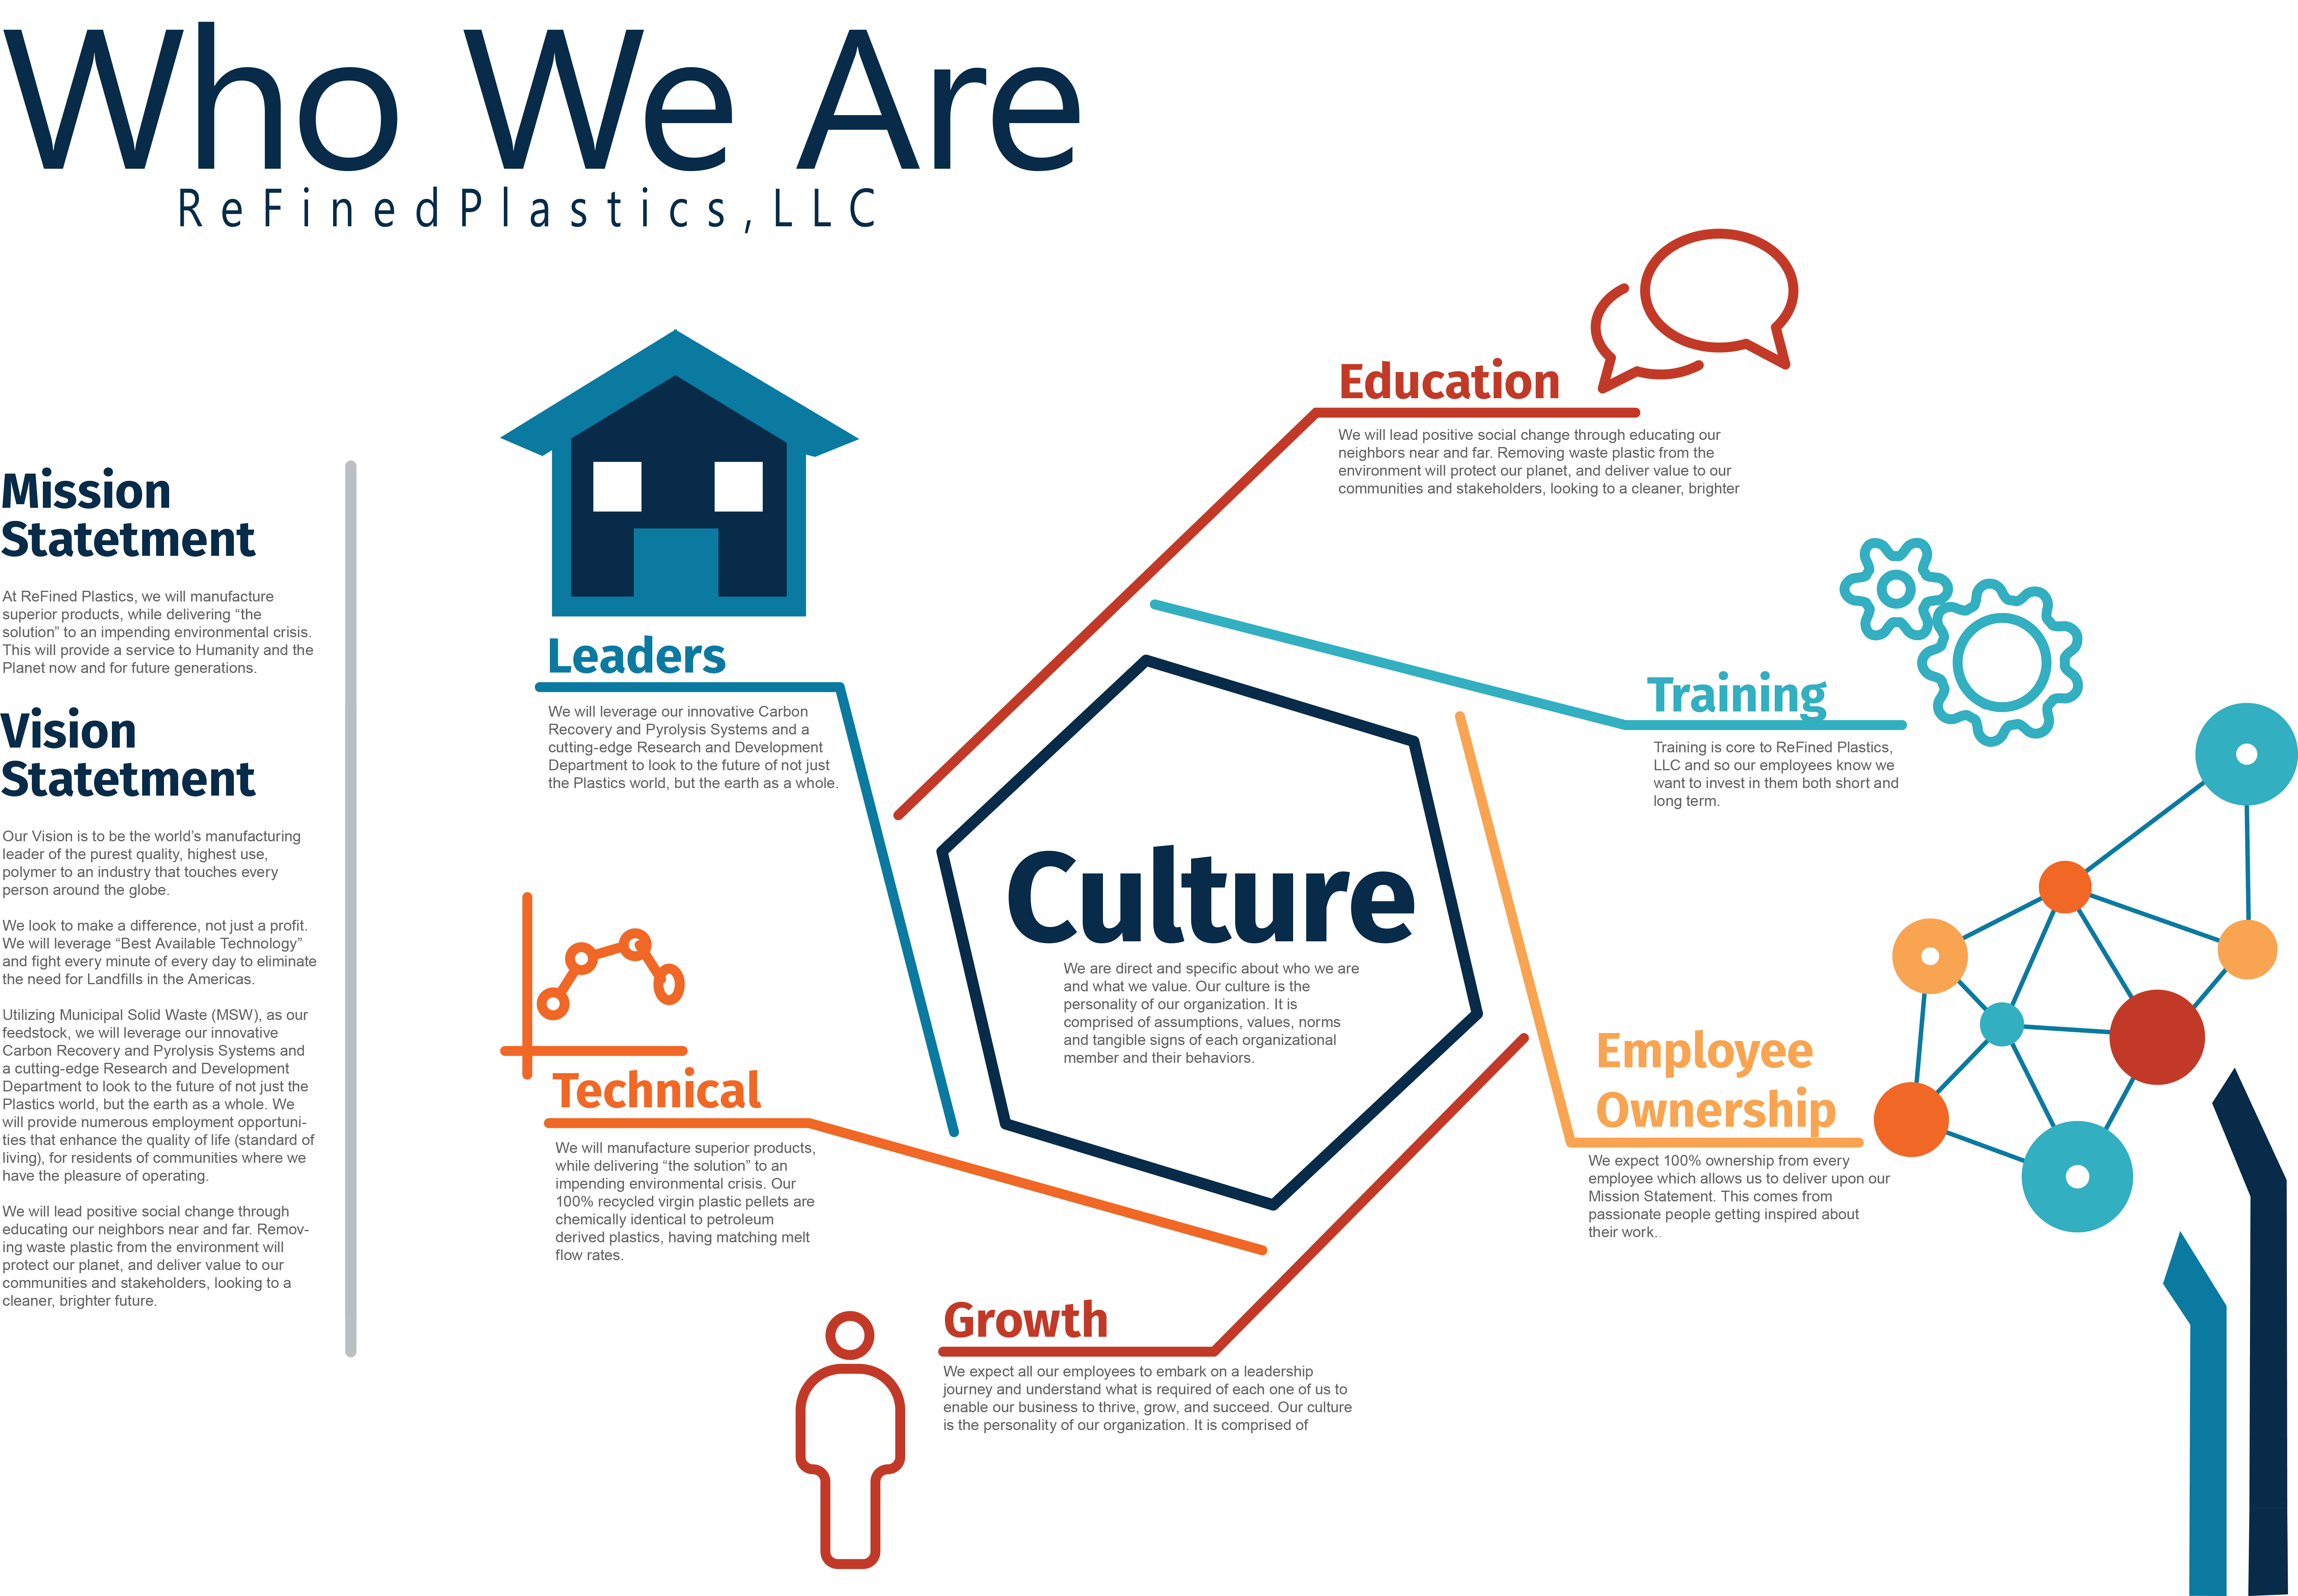 Who We Are
ReFinedPlastics,LLC
Mission
Statetment
At ReFined Plastics, we will manufacture
superior products, while delivering “the
solution” to an impending environmental crisis.
This will provide a service to Humanity and the
Planet now and for future generations.
Vision
Statetment
Our Vision is to be the world’s manufacturing
leader of the purest quality, highest use,
polymer to an industry that touches every
person around the globe.
We look to make a difference, not just a profit.
We will leverage “Best Available Technology”
and fight every minute of every day to eliminate
the need for Landfills in the Americas.
Utilizing Municipal Solid Waste (MSW), as our
feedstock, we will leverage our innovative
Carbon Recovery and Pyrolysis Systems and
a cutting-edge Research and Development
Department to look to the future of not just the
Plastics world, but the earth as a whole. We
will provide numerous employment opportuni-
ties that enhance the quality of life (standard of
living), for residents of communities where we
have the pleasure of operating.
We will lead positive social change through
educating our neighbors near and far. Remov-
ing waste plastic from the environment will
protect our planet, and deliver value to our
communities and stakeholders, looking to a
cleaner, brighter future.
Leaders
We will leverage our innovative Carbon
Recovery and Pyrolysis Systems and a
cutting-edge Research and Development
Department to look to the future of not just
the Plastics world, but the earth as a whole.
Technical
We will manufacture superior products,
while delivering “the solution” to an
impending environmental crisis. Our
100% recycled virgin plastic pellets are
chemically identical to petroleum
derived plastics, having matching melt
flow rates.
Culture
We are direct and specific about who we are
and what we value. Our culture is the
personality of our organization. It is
comprised of assumptions, values, norms
and tangible signs of each organizational
member and their behaviors.
Growth
We expect all our employees to embark on a leadership
journey and understand what is required of each one of us to
enable our business to thrive, grow, and succeed. Our culture
is the personality of our organization. It is comprised of
Education
We will lead positive social change through educating our
neighbors near and far. Removing waste plastic from the
environment will protect our planet, and deliver value to our
communities and stakeholders, looking to a cleaner, brighter
Training
Training is core to ReFined Plastics,
LLC and so our employees know we
want to invest in them both short and
long term.
Employee
Ownership
We expect 100% ownership from every
employee which allows us to deliver upon our
Mission Statement. This comes from
passionate people getting inspired about
their work..